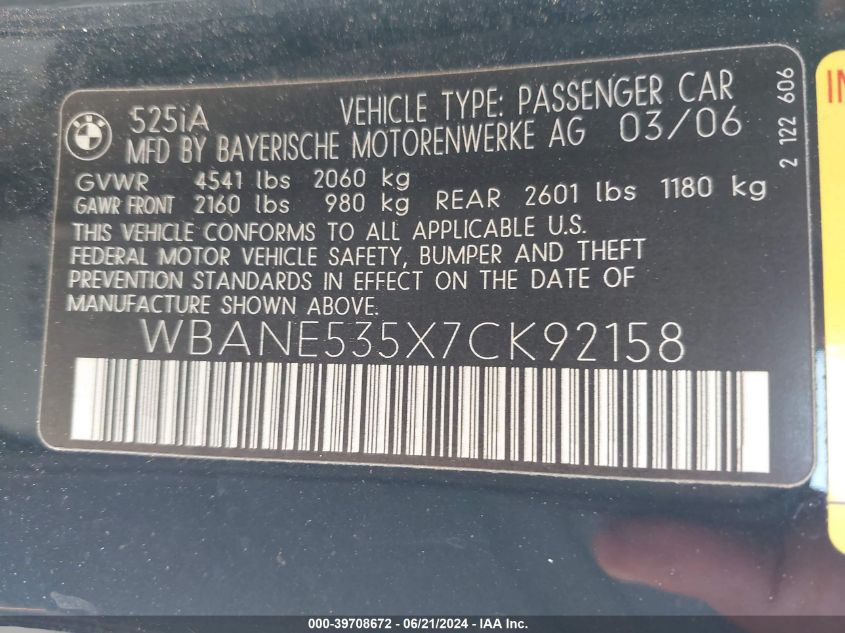 525iA VEHICLE TYPE: PASSENGER CAR
MFD BY BAYERISCHE MOTORENWERKE AG 03/06
GVWR 4541 lbs 2060 kg
GAWR FRONT 2160 lbs 980 kg REAR 2601 lbs 1180 kg
THIS VEHICLE CONFORMS TO ALL APPLICABLE U.S.
FEDERAL MOTOR VEHICLE SAFETY, BUMPER AND THEFT
PREVENTION STANDARDS IN EFFECT ON THE DATE OF
MANUFACTURE SHOWN ABOVE.
WBANE535X7CK92158
2 122 606
000-39708672 - 06/21/2024 - IAAI.COM